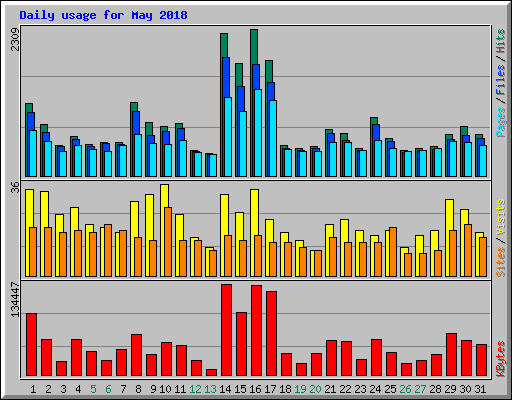 Daily usage for May 2018
2309
Pages / Files / Hits
36
Sites / Visits
134447
KBytes
1 2 3 4 5 6 7 8 9 10 11 12 13 14 15 16 17 18 19 20 21 22 23 24 25 26 27 28 29 30 31